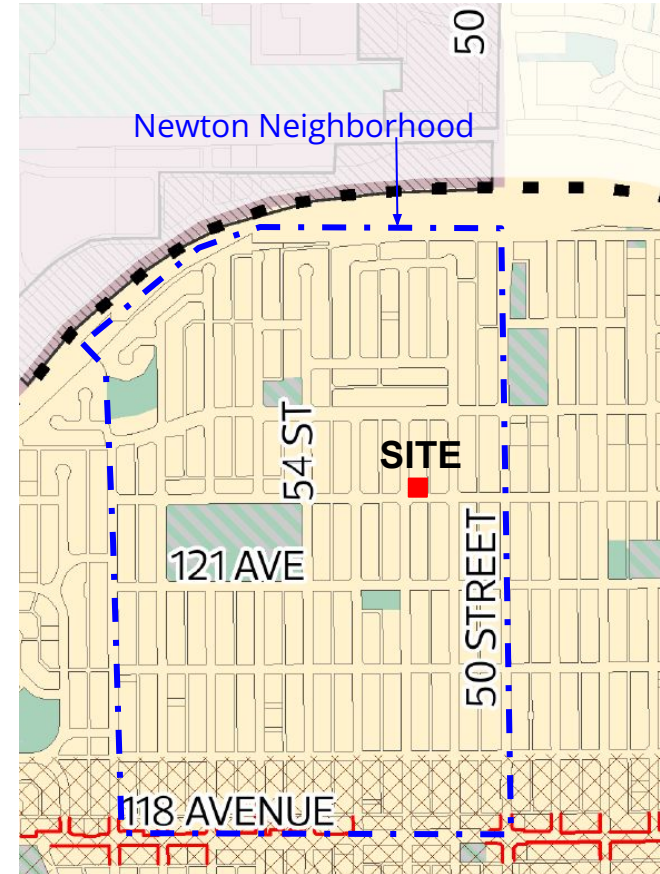 50
Newton Neighborhood
54 ST
SITE
121 AVE
50 STREET
118 AVENUE